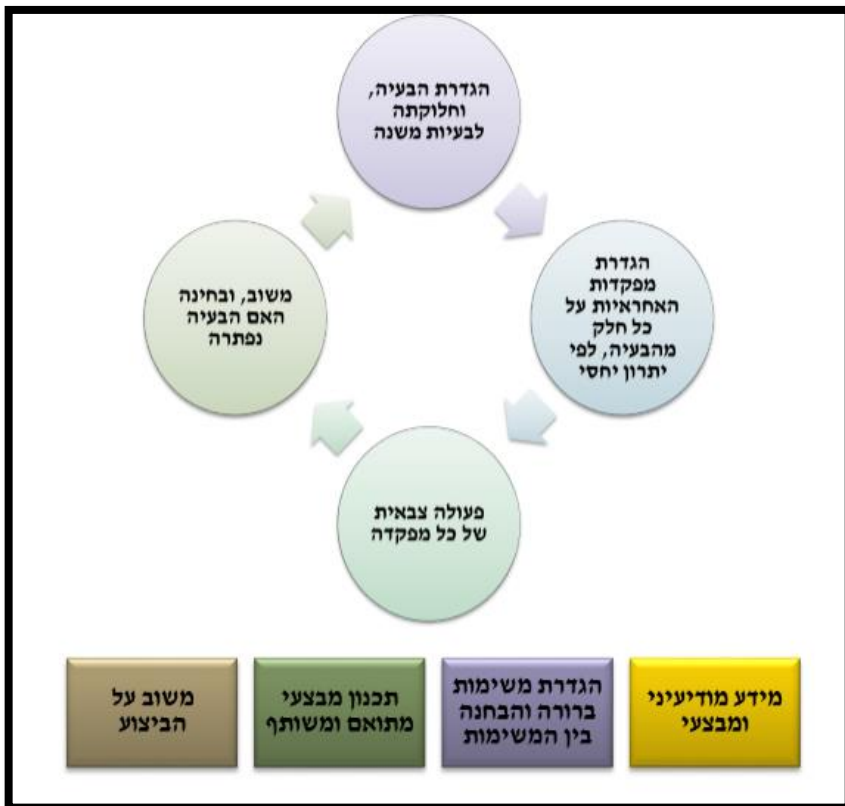 הגדרת הבעיה,
וחלוקתה
לבעיות משנה
הגדרת
מפקדות
האחראיות על
כל חלק
מהבעיה, לפי
יתרון יחסי
פעולה צבאית
של כל מפקדה
משוב, ובחינה
האם הבעיה
נפתרה
מידע מודיעיני
ומבצעי
הגדרת משימות
ברורה והבחנה
בין המשימות
תכנון מבצעי
מתואם ומשותף
משוב על
הביצוע